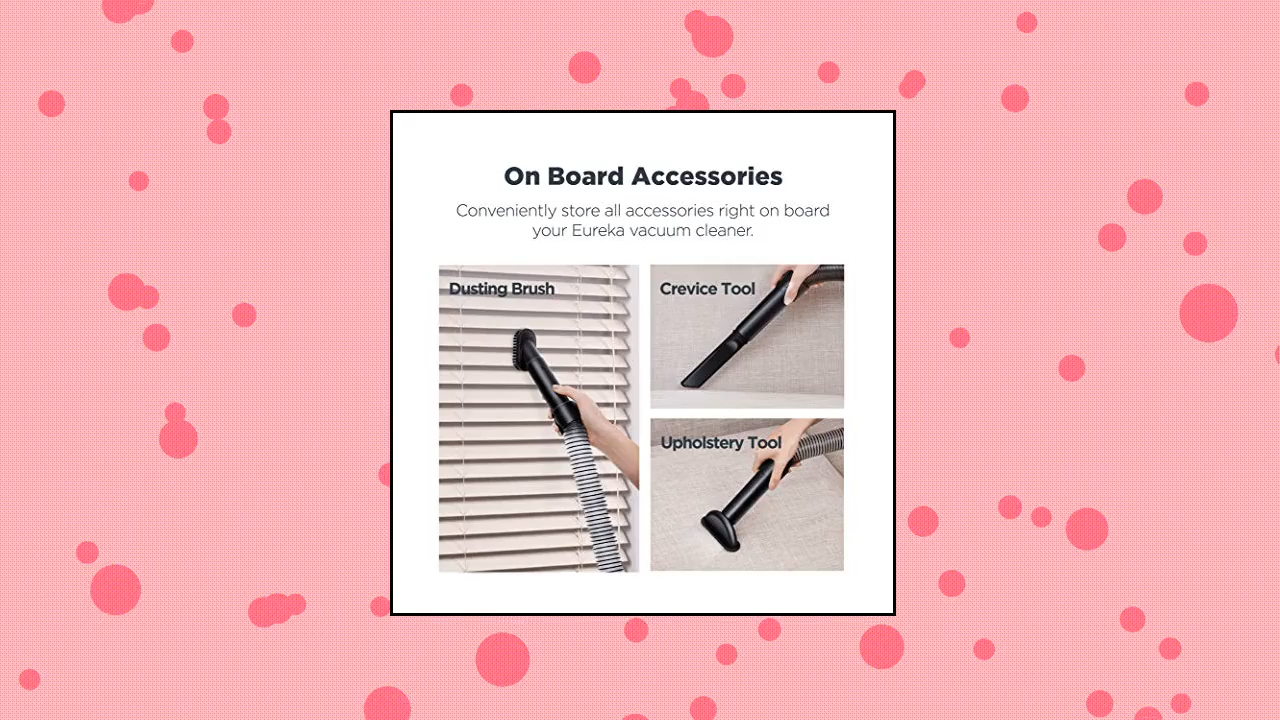 On Board Accessories
Conveniently store all accessories right on board
your Eureka vacuum cleaner.
Dusting Brush
Crevice Tool
Upholstery Tool